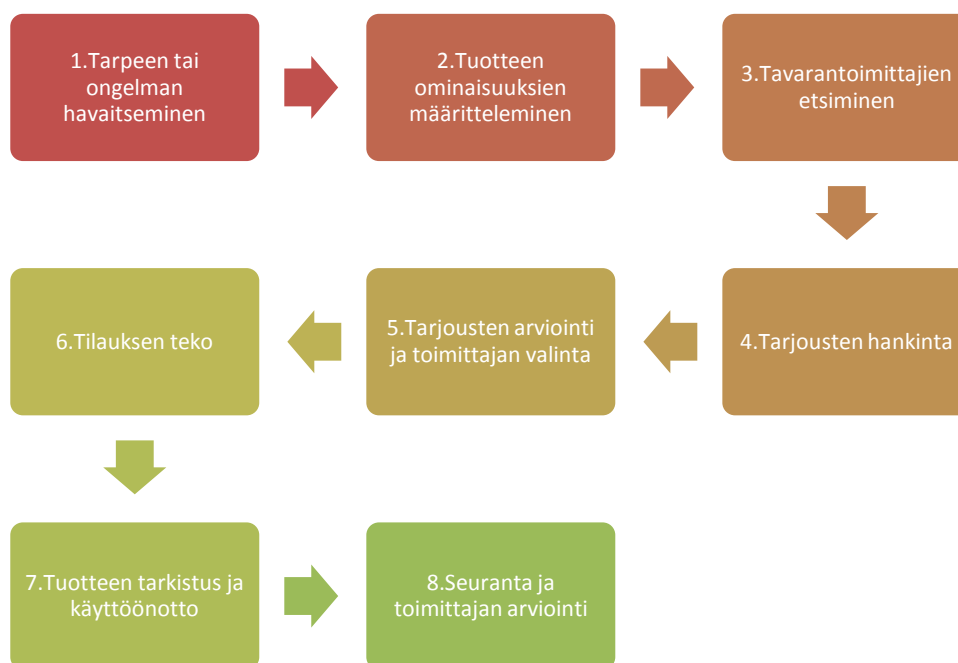 1.Tarpeen tai
ongelman
havaitseminen
2.Tuotteen
ominaisuuksien
määritteleminen
3.Tavarantoimittajien
etsiminen
4.Tarjousten hankinta
5.Tarjousten arviointi
ja toimittajan valinta
6.Tilauksen teko
7.Tuotteen tarkistus ja
käyttöönotto
8.Seuranta ja
toimittajan arviointi